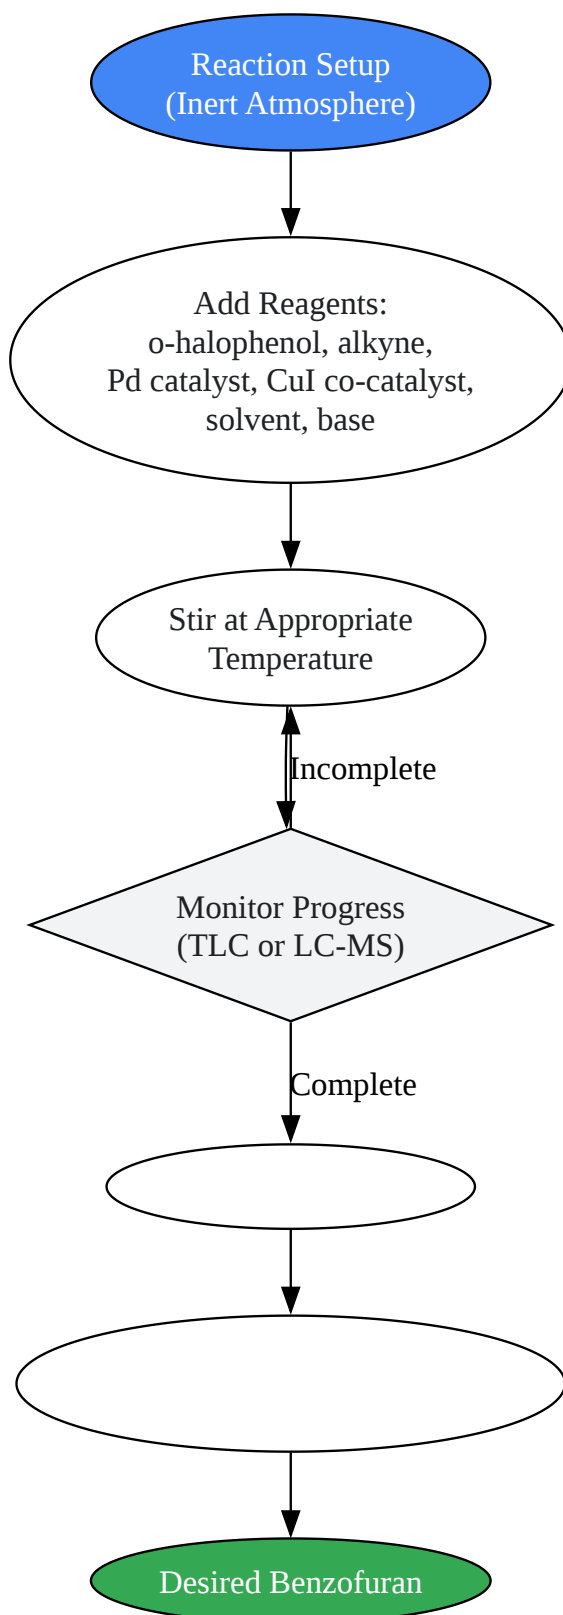 Reaction Setup
(Inert Atmosphere)
Add Reagents:
o-halophenol, alkyne,
Pd catalyst, CuI co-catalyst,
solvent, base
Stir at Appropriate
Temperature
Incomplete
Monitor Progress
(TLC or LC-MS)
Complete
Desired Benzofuran